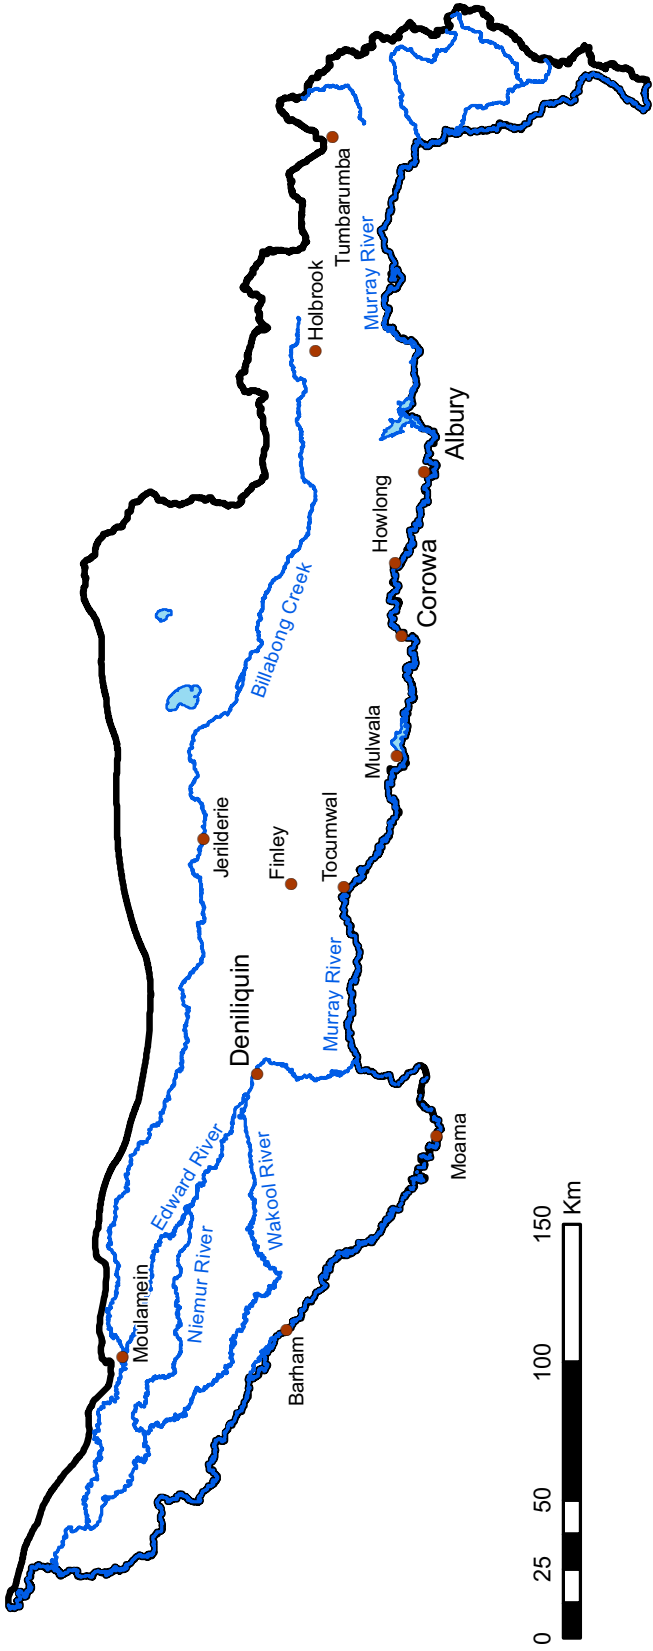 Moulamein
Edward River
Niemur River
Wakool River
Barham
Deniliquin
Moama
Murray River
Jerilderie
Finley
Tocumwal
Billabong Creek
Mulwala
Corowa
Howlong
Albury
Holbrook
Tumbarumba
Murray River
0 25 50 100 150
Km